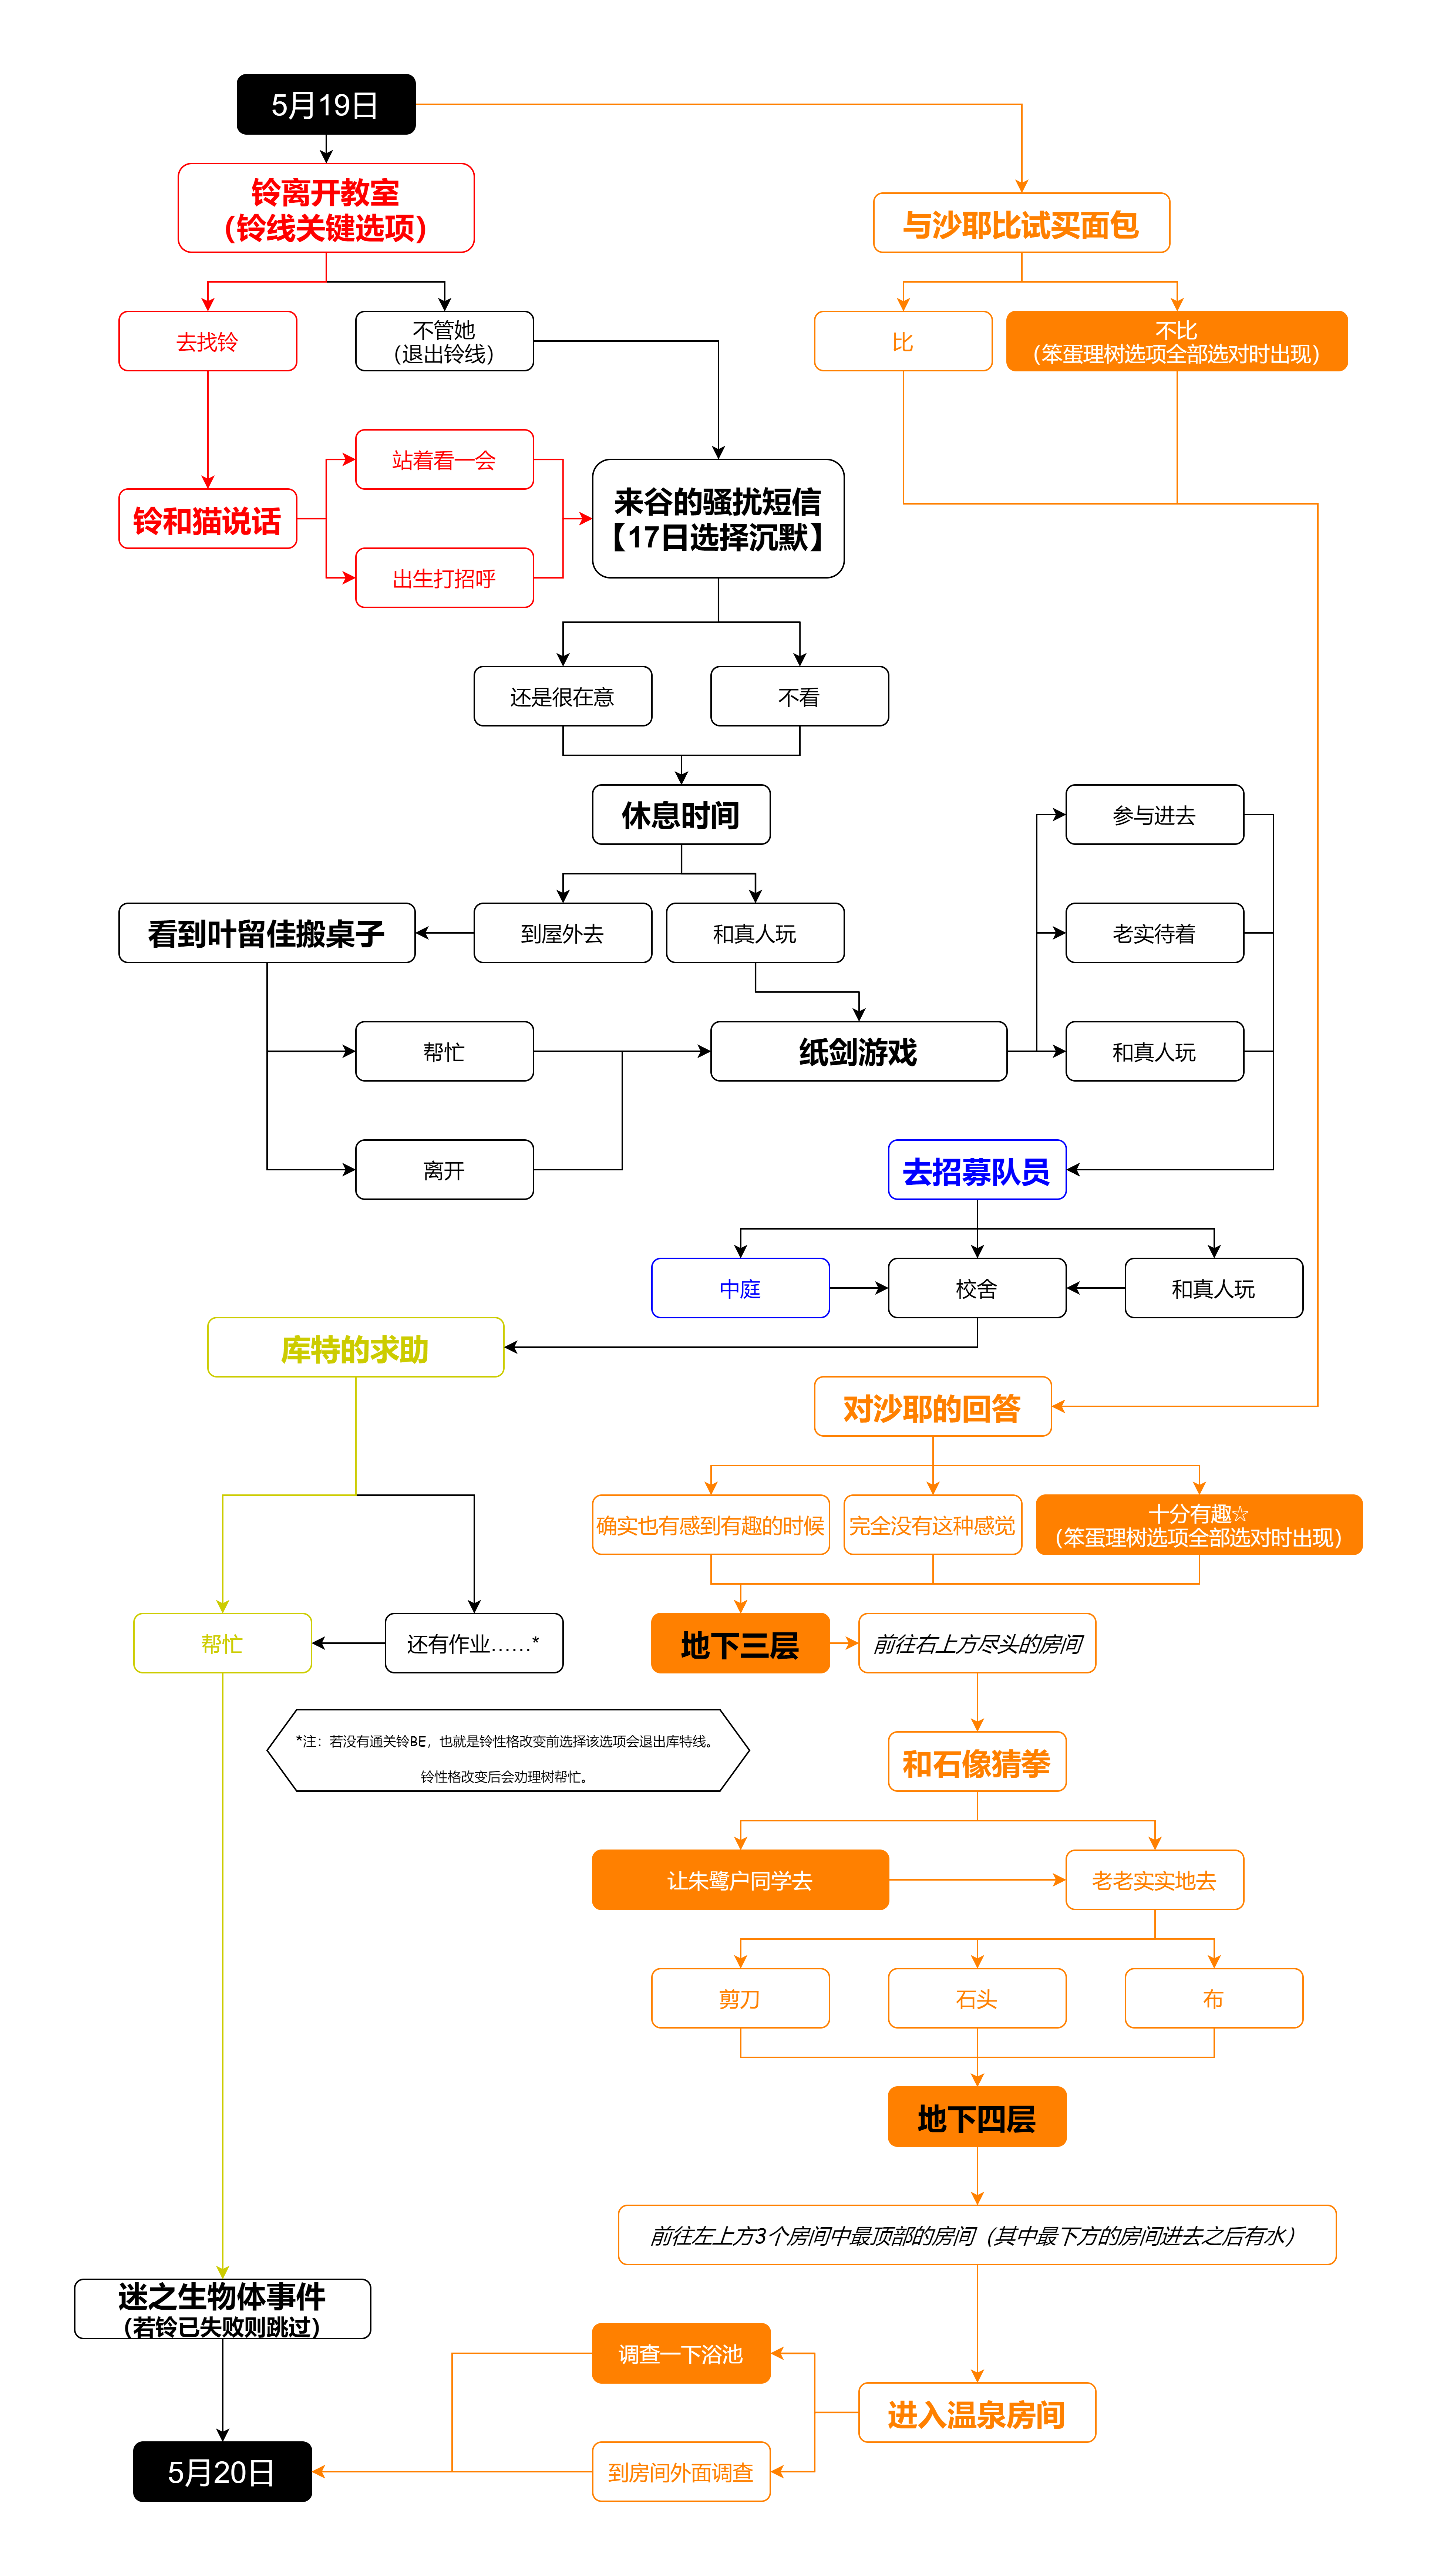 5月19日
铃离开教室
（铃线关键选项）
与沙耶比试买面包
去找铃
不管她
（退出铃线）
比
不比
（笨蛋理树选项全部选对时出现）
站着看一会
铃和猫说话
出生打招呼
来谷的骚扰短信
【17日选择沉默】
还是很在意
不看
休息时间
参与进去
看到叶留佳搬桌子
到屋外去
和真人玩
老实待着
帮忙
纸剑游戏
和真人玩
离开
去招募队员
中庭
校舍
和真人玩
库特的求助
对沙耶的回答
确实也有感到有趣的时候
完全没有这种感觉
十分有趣☆
（笨蛋理树选项全部选对时出现）
帮忙
还有作业……*
地下三层
前往右上方尽头的房间
*注：若没有通关铃BE，也就是铃性格改变前选择该选项会退出库特线。
铃性格改变后会劝理树帮忙。
和石像猜拳
让朱鹭户同学去
老老实实地去
剪刀
石头
布
地下四层
前往左上方3个房间中最顶部的房间（其中最下方的房间进去之后有水）
迷之生物体事件
（若铃已失败则跳过）
调查一下浴池
进入温泉房间
5月20日
到房间外面调查